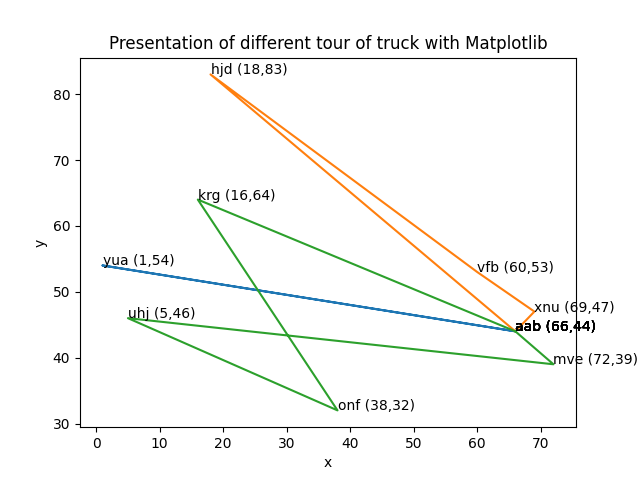 Presentation of different tour of truck with Matplotlib
hjd (18,83)
krg (16,64)
yua (1,54)
vfb (60,53)
xnu (69,47)
uhj (5,46)
aab (66,44)
mve (72,39)
onf (38,32)
y
80
70
60
50
40
30
0 10 20 30 40 50 60 70
x